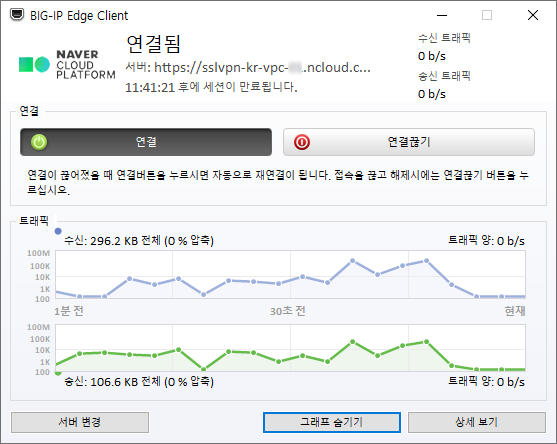 BIG-IP Edge Client
NAVER
CLOUD
PLATFORM
연결됨
서버: https://sslvpn-kr-vpc- .ncloud.c...
11:41:21 후에 세션이 만료됩니다.
수신 트래픽
0 b/s
송신 트래픽
0 b/s
연결
연결
연결끊기
연결이 끊어졌을 때 연결버튼을 누르시면 자동으로 재연결이 됩니다. 접속을 끊고 해제시에는 연결끊기 버튼을 누
르십시오.
트래픽
수신: 296.2 KB 전체 (0 % 압축)
트래픽 양: 0 b/s
100M
100K
10K
1K
100
1분 전
30초 전
현재
100M
100K
10K
1K
100
송신: 106.6 KB 전체 (0 % 압축)
트래픽 양: 0 b/s
서버 변경
그래프 숨기기
상세 보기